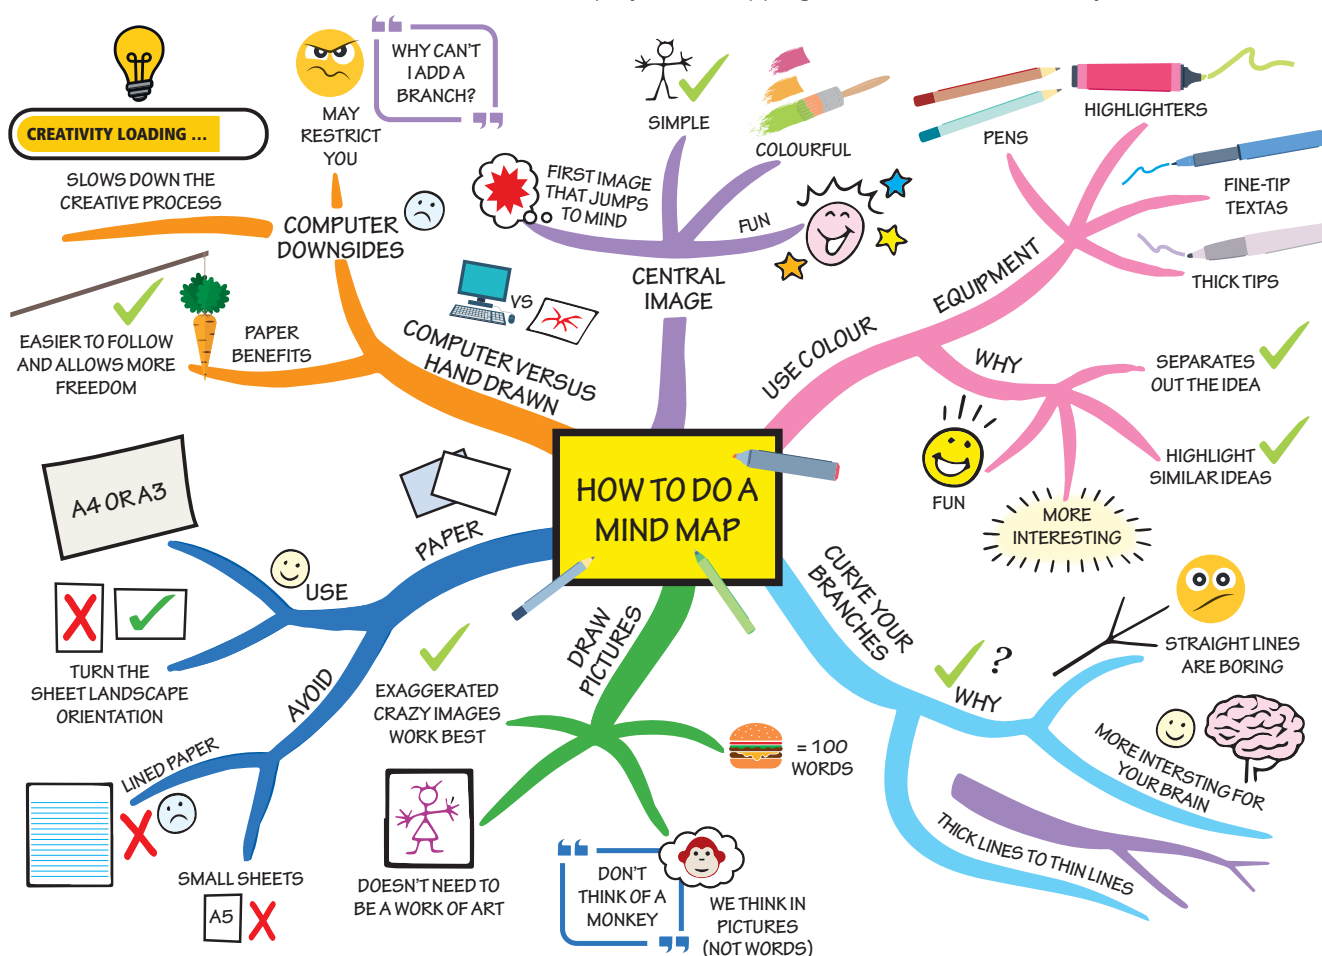 HOW TO DO A
MIND MAP
CENTRAL
IMAGE
FIRST IMAGE
THAT JUMPS
TO MIND
SIMPLE
COLOURFUL
FUN
USE COLOUR
EQUIPMENT
PENS
HIGHLIGHTERS
FINE-TIP
TEXTAS
THICK TIPS
WHY
SEPARATES
OUT THE IDEA
HIGHLIGHT
SIMILAR IDEAS
MORE
INTERESTING
FUN
CURVE YOUR
BRANCHES
?
WHY
STRAIGHT LINES
ARE BORING
MORE INTERSTING FOR
YOUR BRAIN
THICK LINES TO THIN LINES
DRAW
PICTURES
= 100
WORDS
WE THINK IN
PICTURES
(NOT WORDS)
“ DON'T
THINK OF A
MONKEY ”
DOESN'T NEED TO
BE A WORK OF ART
EXAGGERATED
CRAZY IMAGES
WORK BEST
PAPER
AVOID
SMALL SHEETS
A5
LINED PAPER
USE
TURN THE
SHEET LANDSCAPE
ORIENTATION
A4 OR A3
COMPUTER VERSUS
HAND DRAWN
VS
PAPER
BENEFITS
EASIER TO FOLLOW
AND ALLOWS MORE
FREEDOM
COMPUTER
DOWNSIDES
SLOWS DOWN THE
CREATIVE PROCESS
CREATIVITY LOADING ...
MAY
RESTRICT
YOU
“ WHY CAN'T
I ADD A
BRANCH? ”